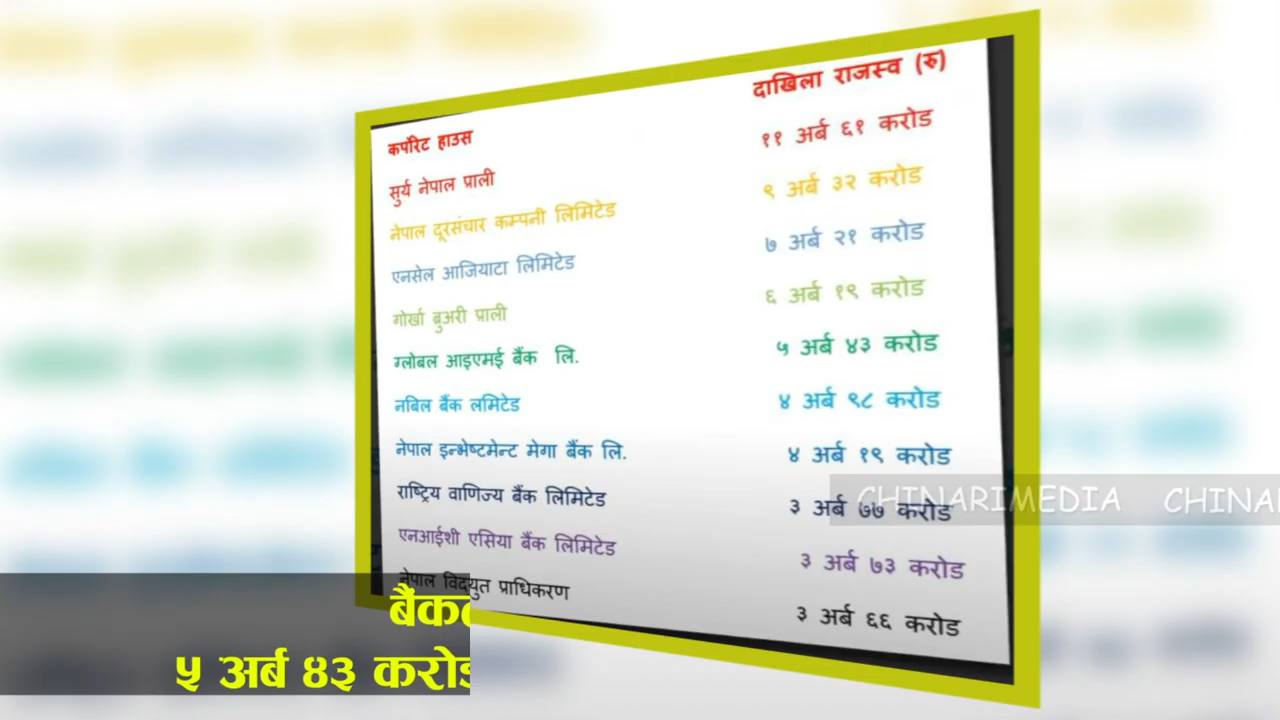 कर्पोरेट हाउस दाखिला राजस्व (रु)
सुर्य नेपाल प्राली ११ अर्ब ६१ करोड
नेपाल दूरसंचार कम्पनी लिमिटेड ९ अर्ब ३२ करोड
एनसेल आजियाटा लिमिटेड ७ अर्ब २१ करोड
गोर्खा ब्रुअरी प्राली ६ अर्ब १९ करोड
ग्लोबल आइएमई बैंक लि. ५ अर्ब ४३ करोड
नबिल बैंक लमिटेड ४ अर्ब ९८ करोड
नेपाल इन्भेष्टमेन्ट मेगा बैंक लि. ४ अर्ब १९ करोड
राष्ट्रिय वाणिज्य बैंक लिमिटेड ३ अर्ब ७७ करोड
एनआईशी एसिया बैंक लिमिटेड ३ अर्ब ७३ करोड
नेपाल विद्युत प्राधिकरण ३ अर्ब ६६ करोड
CHINARIMEDIA CHINAR
५ अर्ब ४३ करोड